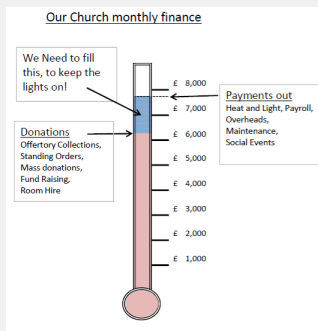 Our Church monthly finance
We Need to fill
this, to keep the
lights on!
£ 8,000
£ 7,000
£ 6,000
£ 5,000
£ 4,000
£ 3,000
£ 2,000
£ 1,000
Payments out
Heat and Light, Payroll,
Overheads,
Maintenance,
Social Events
Donations
Offertory Collections,
Standing Orders,
Mass donations,
Fund Raising,
Room Hire